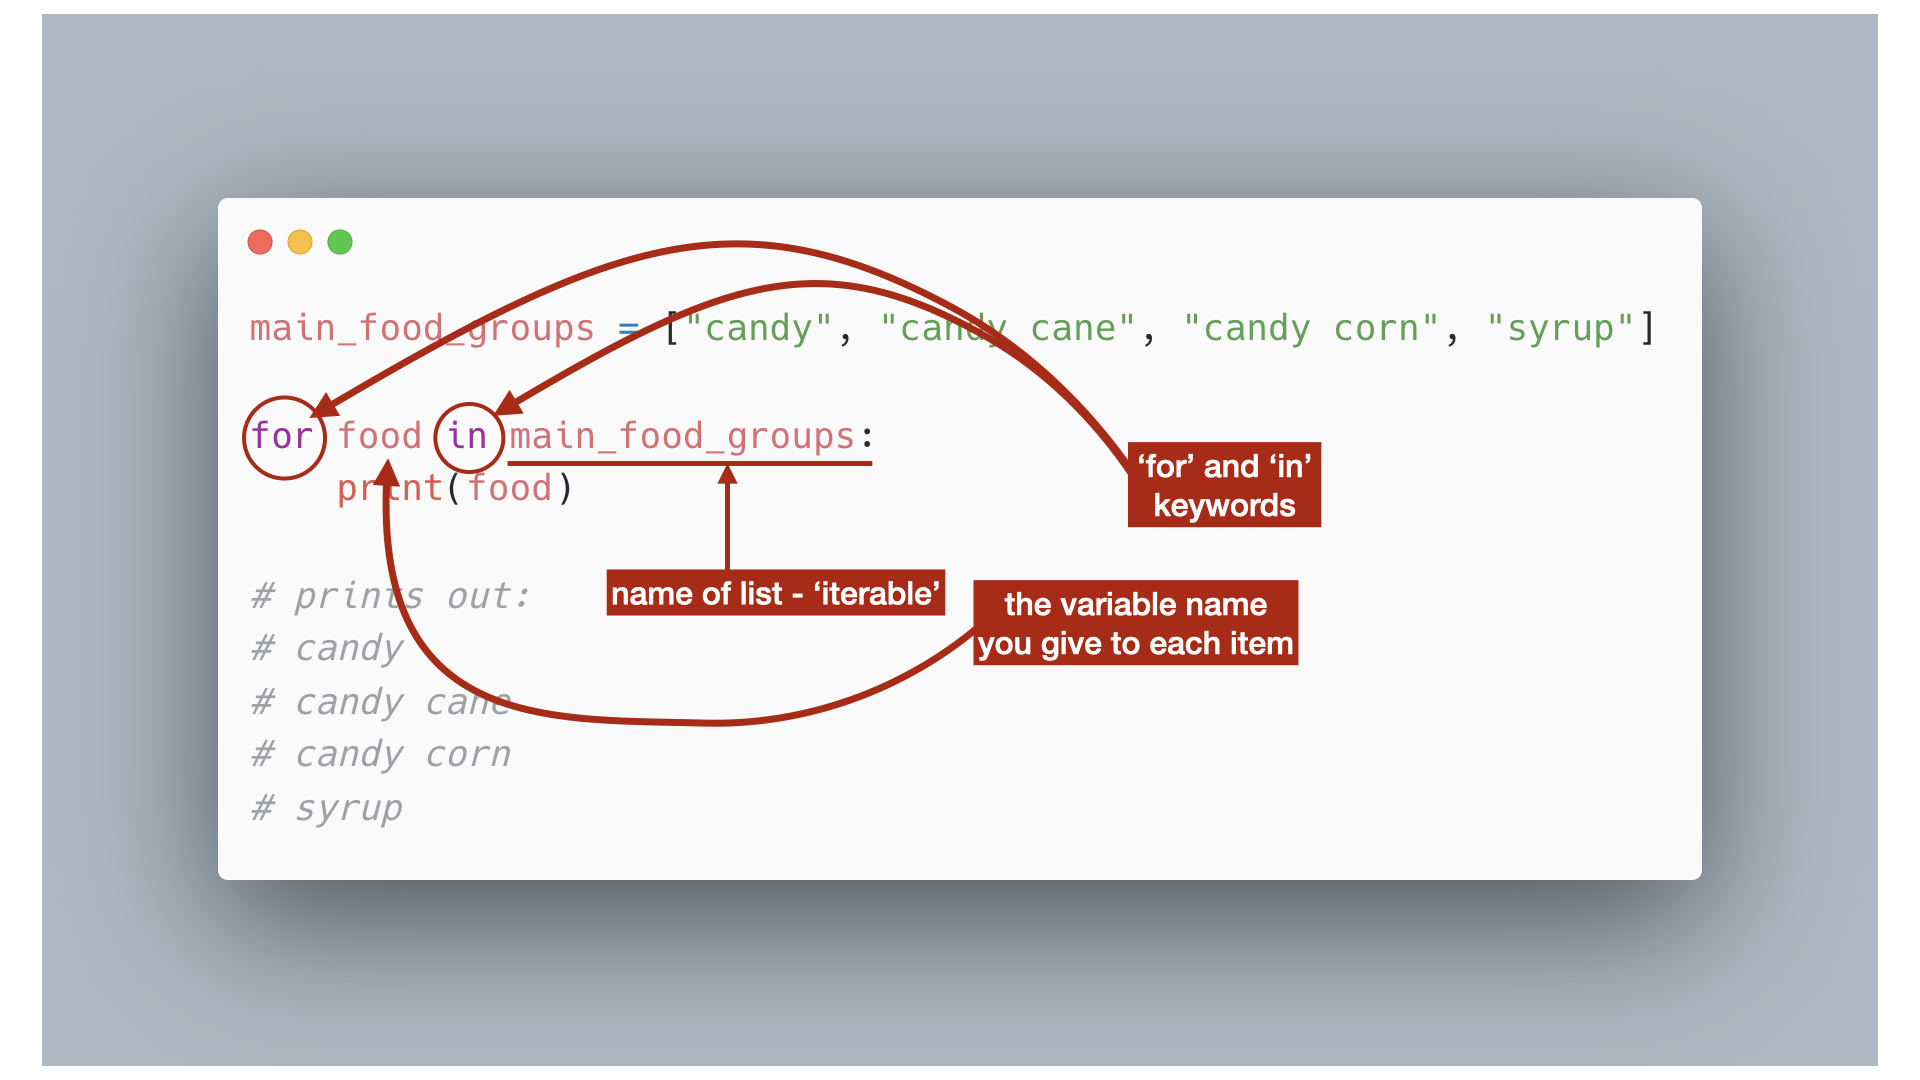 main_food_groups = ["candy", "candy cane", "candy corn", "syrup"]
for food in main_food_groups:
    print(food)
‘for’ and ‘in’
keywords
# prints out:
name of list - ‘iterable’
the variable name
you give to each item
# candy
# candy cane
# candy corn
# syrup